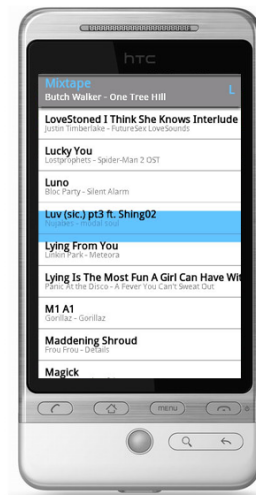 hTC
Mixtape
L
Butch Walker - One Tree Hill
LoveStoned I Think She Knows Interlude
Justin Timberlake - FutureSex LoveSounds
Lucky You
Lostprophets - Spider-Man 2 OST
Luno
Bloc Party - Silent Alarm
Luv (sic.) pt3 ft. Shing02
Nujabes - modal soul
Lying From You
Linkin Park - Meteora
Lying Is The Most Fun A Girl Can Have Wit
Panic At the Disco - A Fever You Can't Sweat Out
M1 A1
Gorillaz - Gorillaz
Maddening Shroud
Frou Frou - Details
Magick
MENU